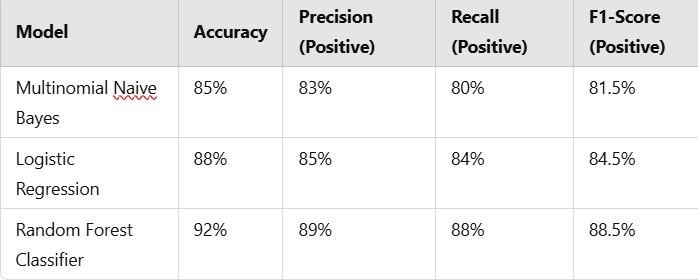 Model Accuracy Precision (Positive) Recall (Positive) F1-Score (Positive)
Multinomial Naive Bayes 85% 83% 80% 81.5%
Logistic Regression 88% 85% 84% 84.5%
Random Forest Classifier 92% 89% 88% 88.5%